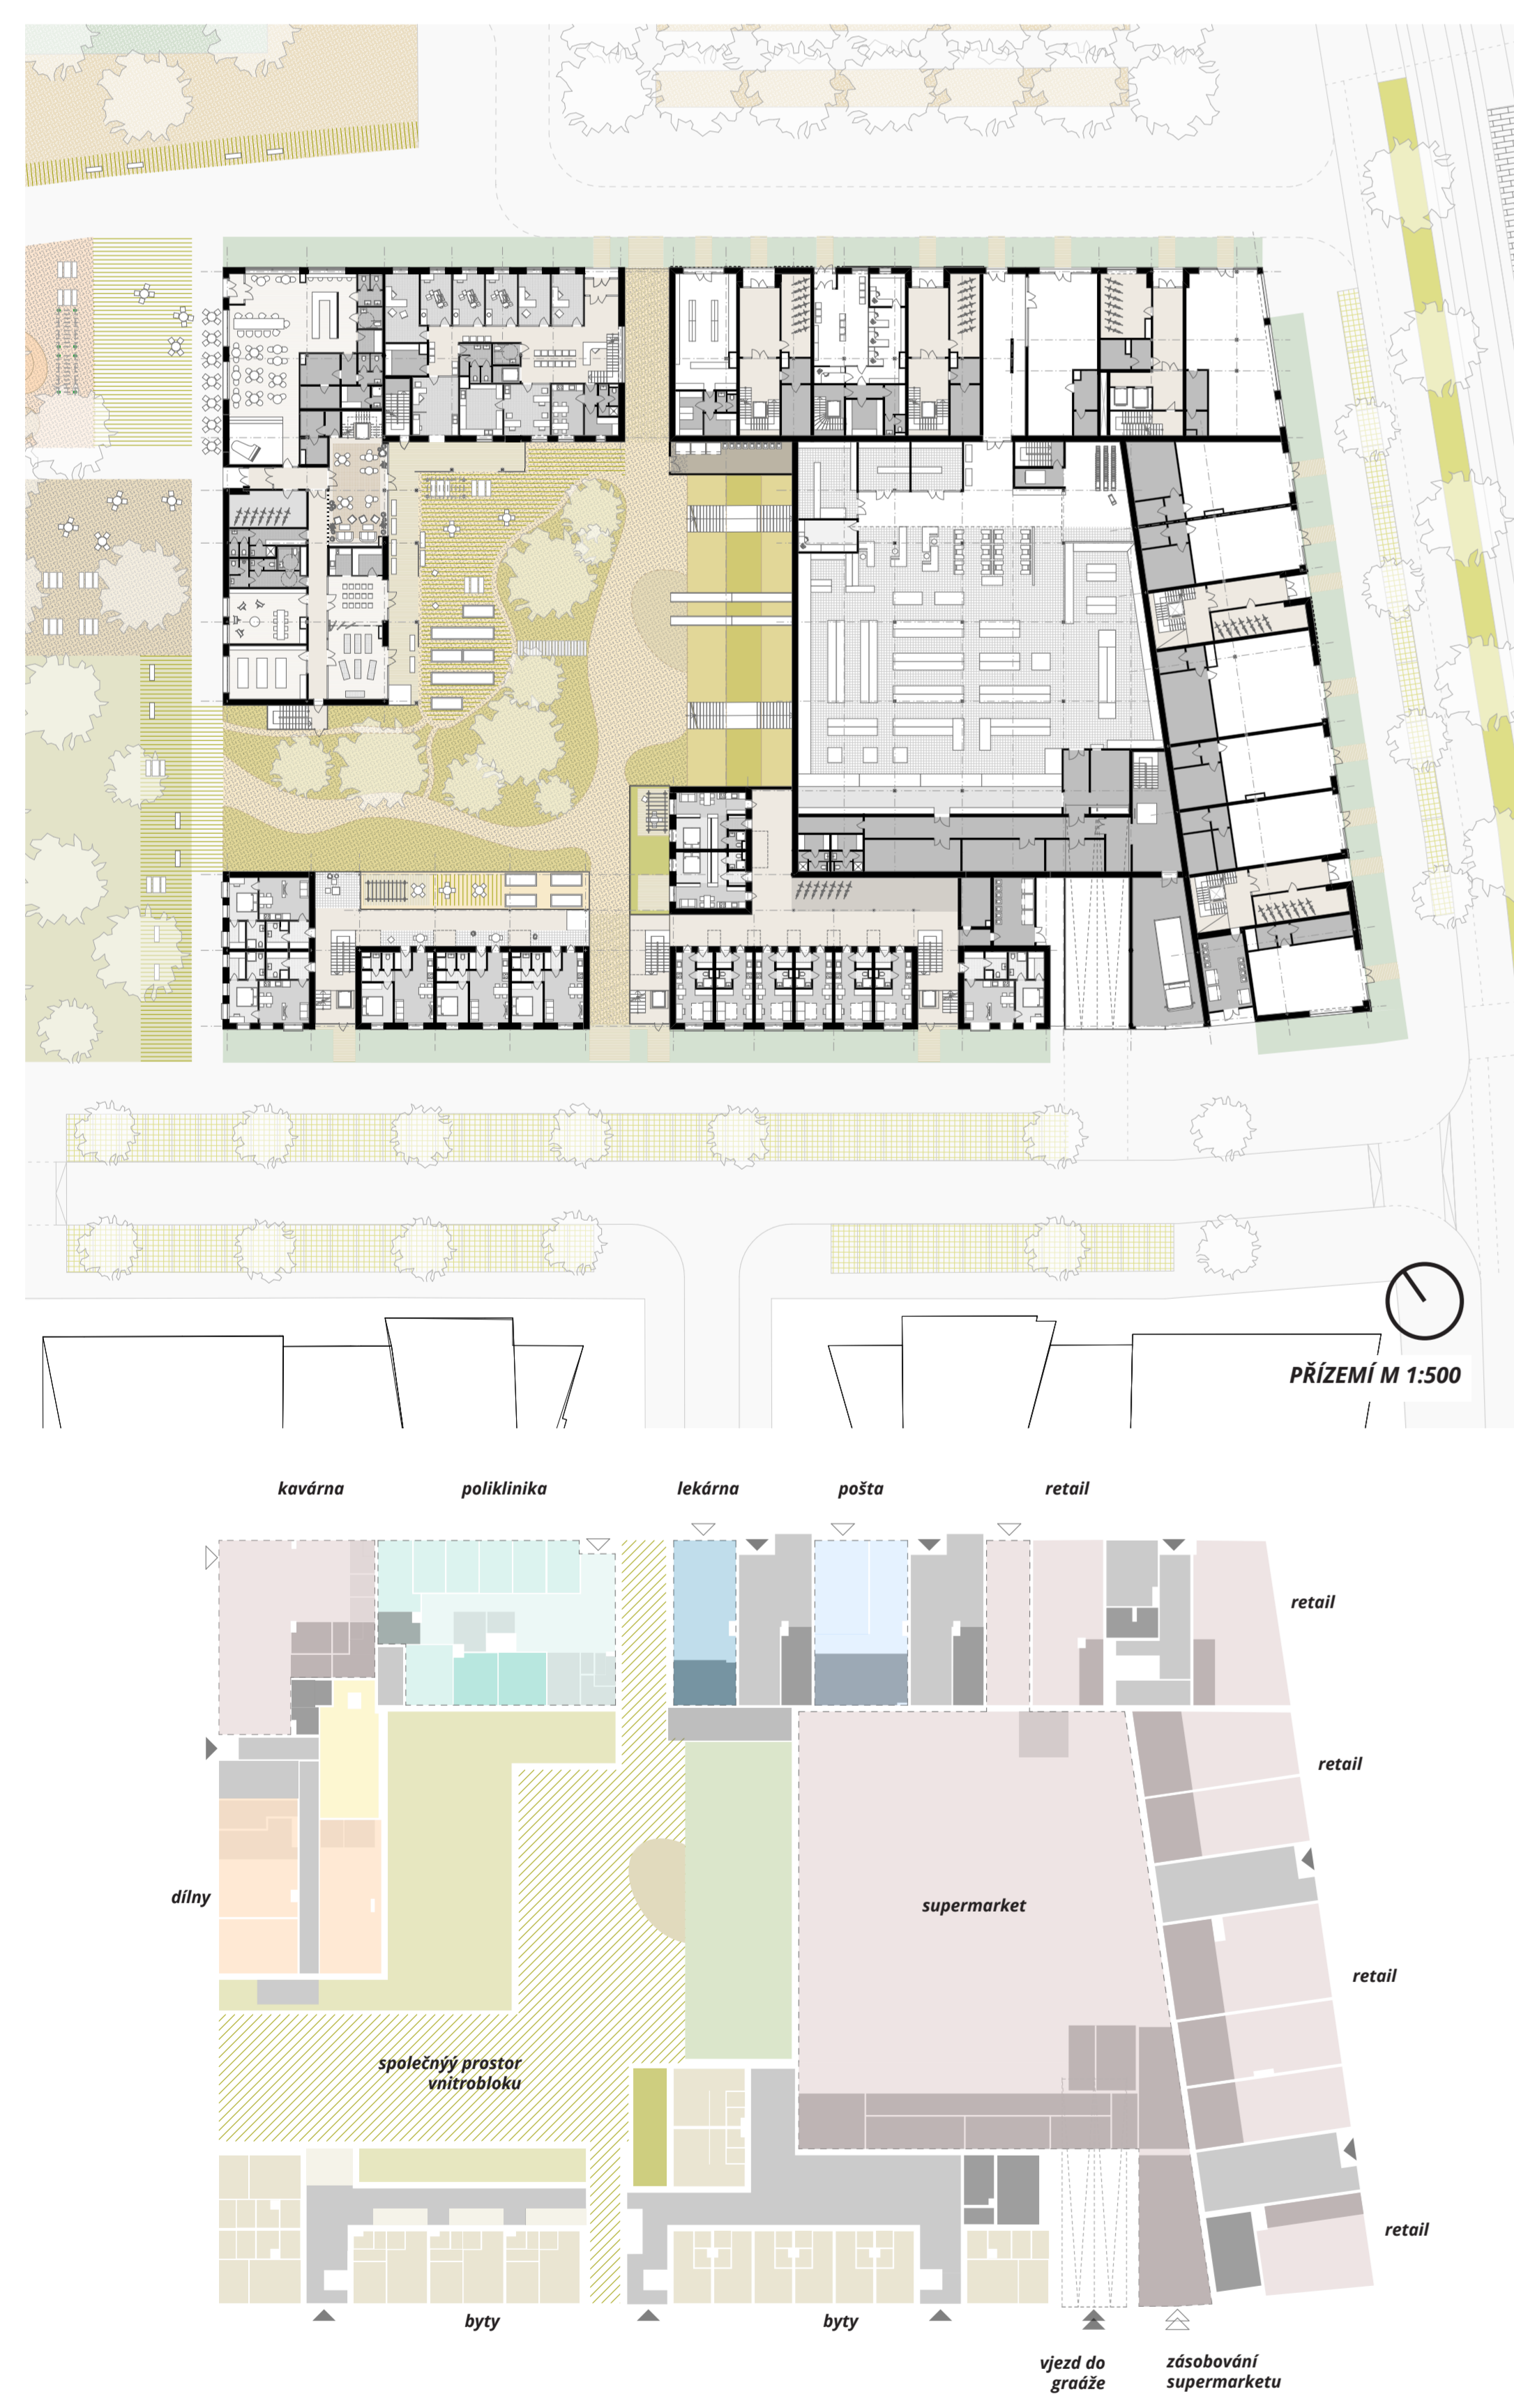 PŘÍZEMÍ M 1:500
kavárna
poliklinika
lekárna
pošta
retail
retail
retail
dílny
supermarket
retail
společnýý prostor
vnitrobloku
retail
byty
byty
vjezd do
graáže
zásobování
supermarketu